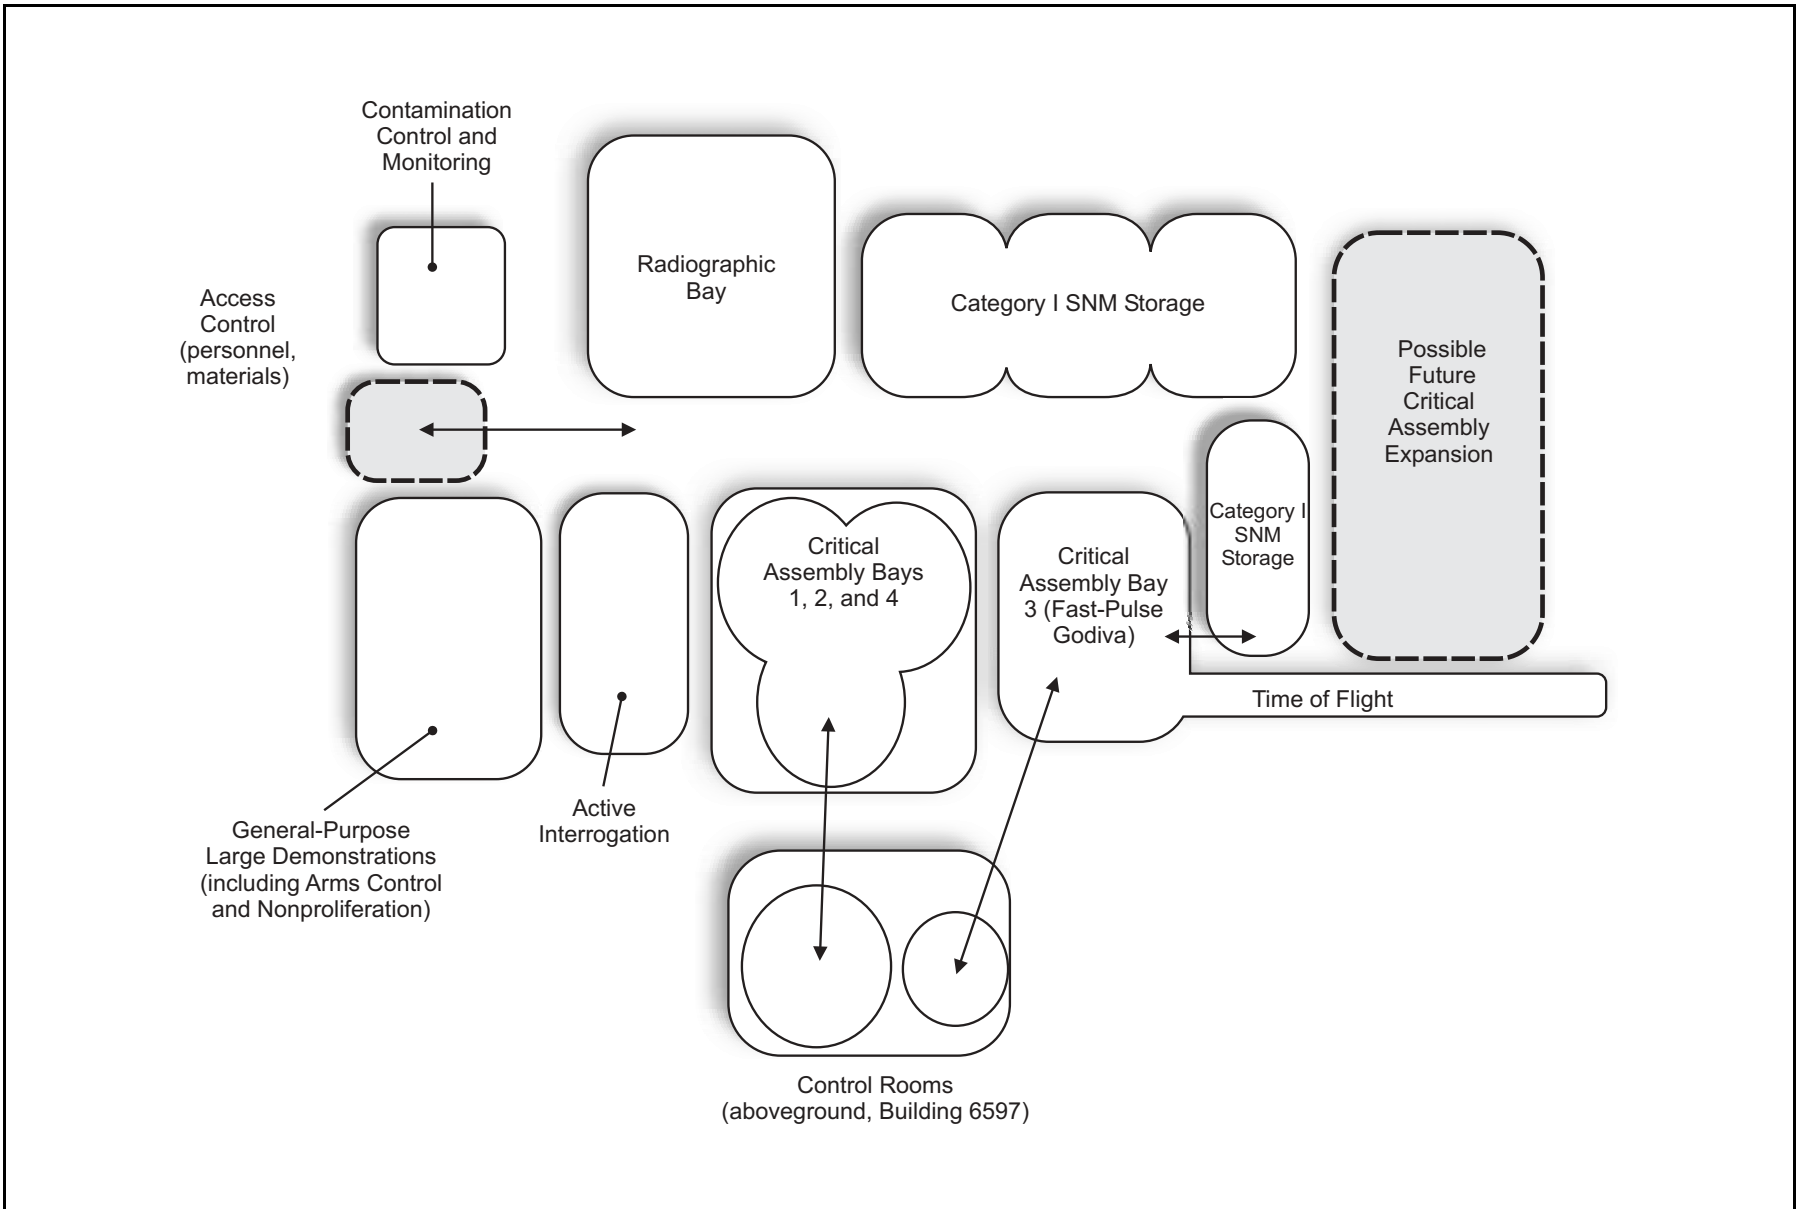 Contamination
Control and
Monitoring
Access
Control
(personnel,
materials)
Radiographic
Bay
Category I SNM Storage
Possible
Future
Critical
Assembly
Expansion
Category I
SNM
Storage
Critical
Assembly Bays
1, 2, and 4
Critical
Assembly Bay
3 (Fast-Pulse
Godiva)
Time of Flight
General-Purpose
Large Demonstrations
(including Arms Control
and Nonproliferation)
Active
Interrogation
Control Rooms
(aboveground, Building 6597)